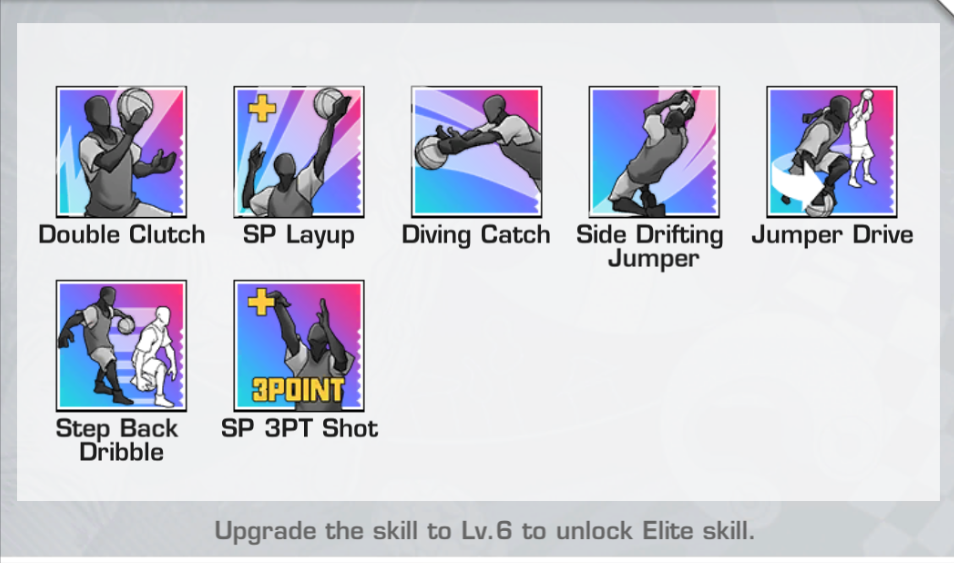 Double Clutch
SP Layup
Diving Catch
Side Drifting
Jumper
Jumper Drive
3POINT
Step Back
Dribble
SP 3PT Shot
Upgrade the skill to Lv.6 to unlock Elite skill.